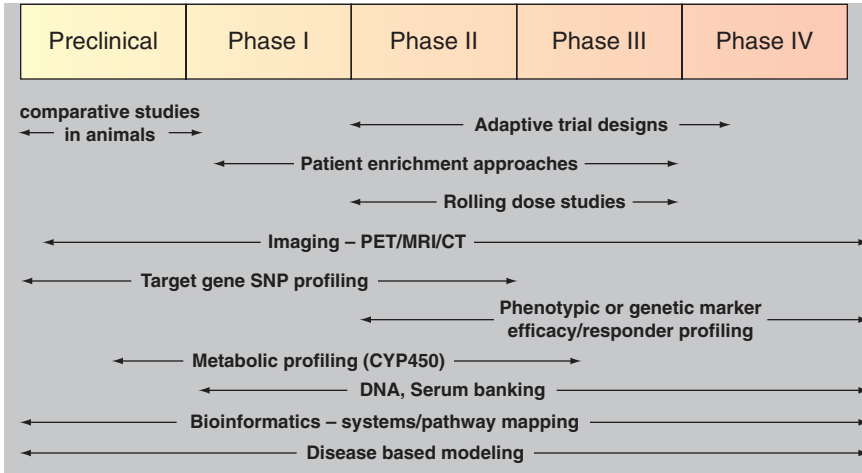 Preclinical Phase I Phase II Phase III Phase IV
comparative studies
in animals
Adaptive trial designs
Patient enrichment approaches
Rolling dose studies
Imaging – PET/MRI/CT
Target gene SNP profiling
Phenotypic or genetic marker
efficacy/responder profiling
Metabolic profiling (CYP450)
DNA, Serum banking
Bioinformatics – systems/pathway mapping
Disease based modeling